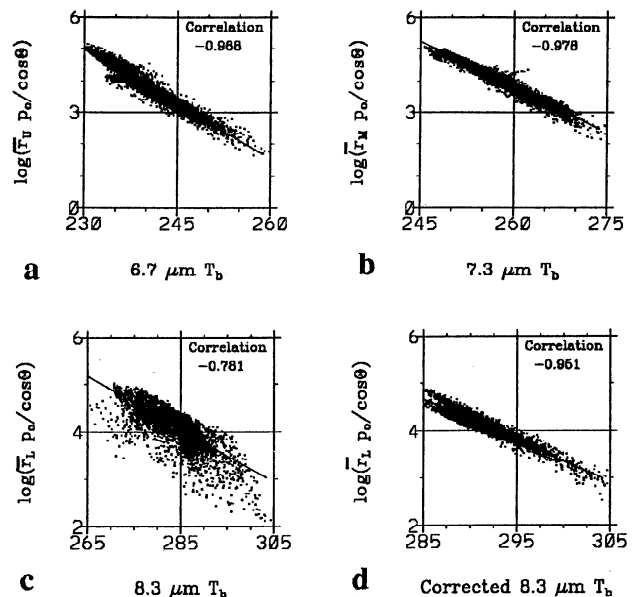 6
3
0
log(r̅U po/cosθ)
Correlation
-0.968
230
245
260
a
6.7 μm Tb
6
3
0
log(r̅M po/cosθ)
Correlation
-0.978
245
260
275
b
7.3 μm Tb
6
4
2
log(r̅L po/cosθ)
Correlation
-0.781
265
285
305
c
8.3 μm Tb
6
4
2
log(r̅L po/cosθ)
Correlation
-0.951
285
295
305
d
Corrected 8.3 μm Tb